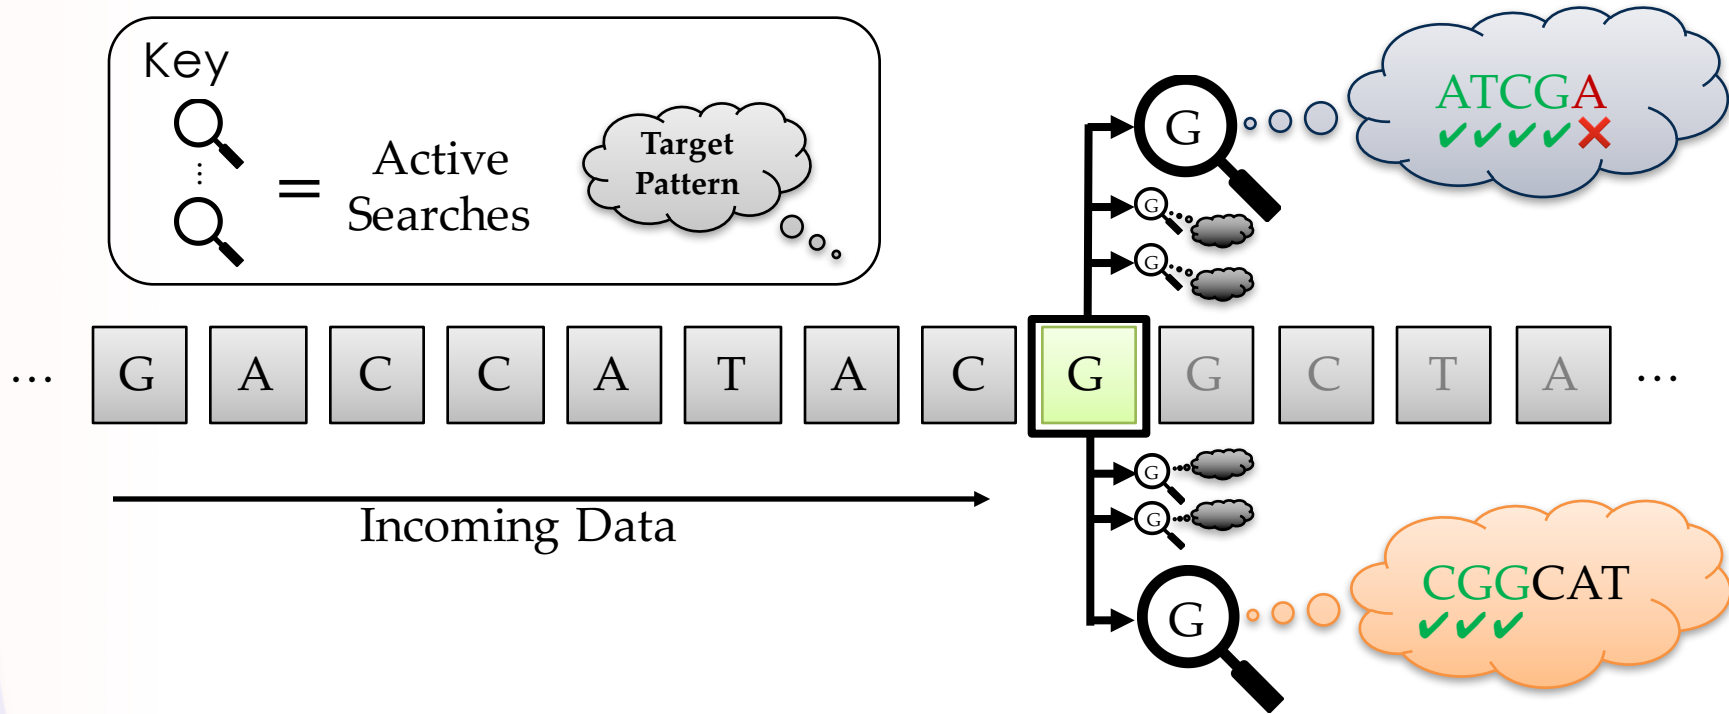 Key
⋮
=
Active
Searches
Target
Pattern
G
ATCGA
✔✔✔✔✖
G
G
… G A C C A T A C G G C T A …
G
G
Incoming Data
G
CGGCAT
✔✔✔